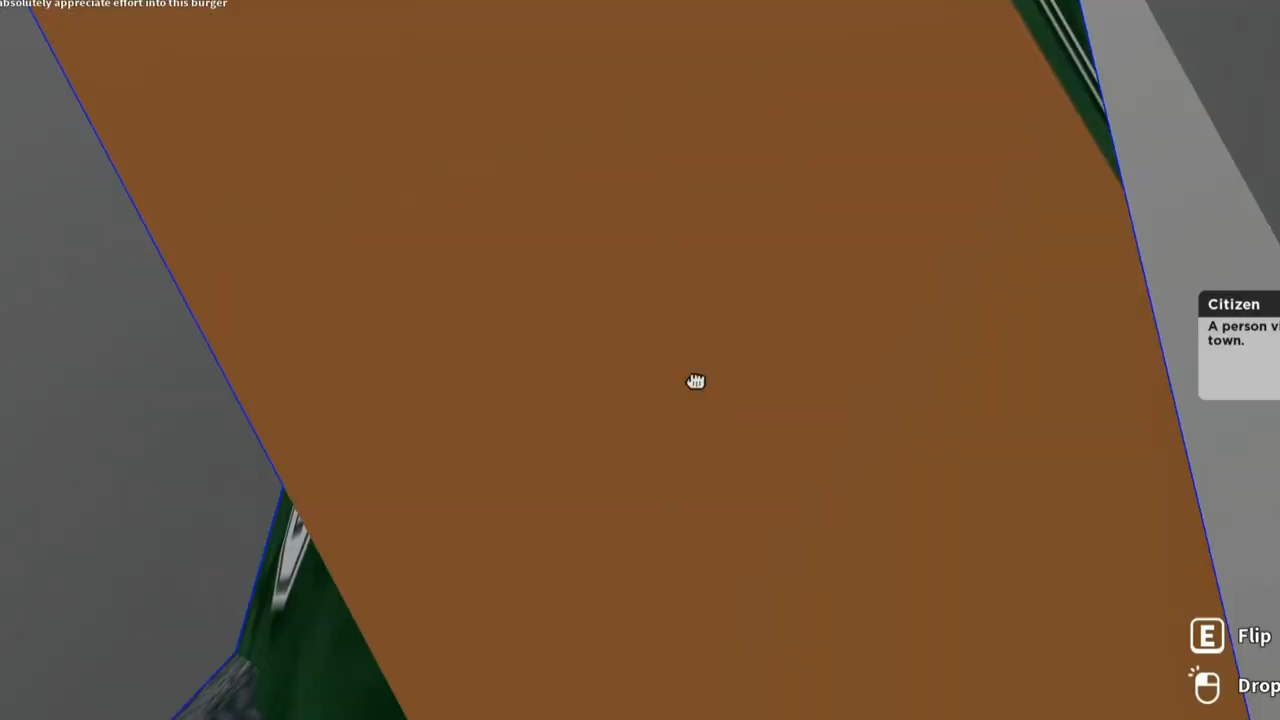 absolutely appreciate effort into this burger
Citizen
A person
town.
E Flip
Drop